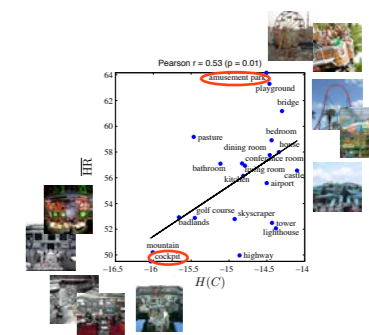 Pearson r = 0.53 (p = 0.01)
64
amusement park
playground
62
bridge
60
HR
pasture
bedroom
58
house
dining room
conference room
bathroom
living room
castle
56
kitchen
airport
54
golf course
skyscraper
badlands
tower
52
lighthouse
mountain
50
cockpit
highway
−16.5 −16 −15.5 −15 −14.5 −14
H(C)